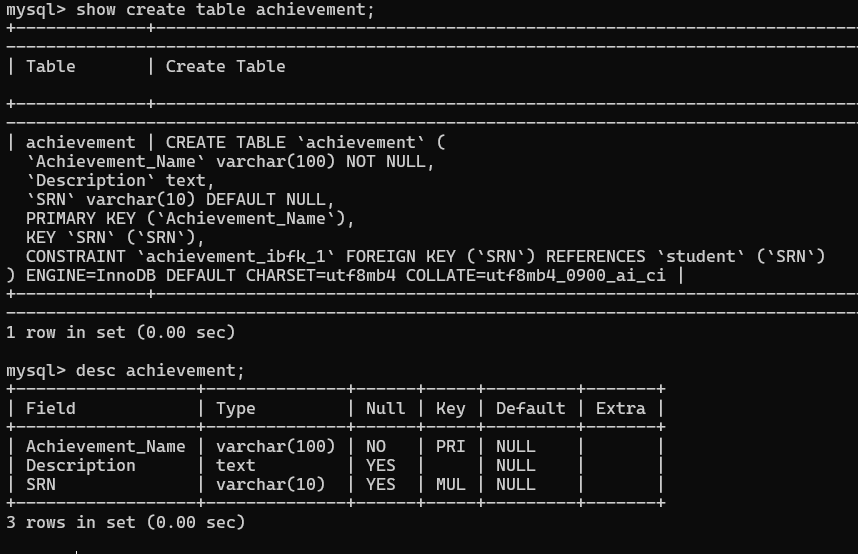 mysql> show create table achievement;
+-------------+----------------------------------------------------------------------
-------------------------------------------------------------------------------------
| Table       | Create Table

+-------------+----------------------------------------------------------------------
-------------------------------------------------------------------------------------
| achievement | CREATE TABLE `achievement` (
  `Achievement_Name` varchar(100) NOT NULL,
  `Description` text,
  `SRN` varchar(10) DEFAULT NULL,
  PRIMARY KEY (`Achievement_Name`),
  KEY `SRN` (`SRN`),
  CONSTRAINT `achievement_ibfk_1` FOREIGN KEY (`SRN`) REFERENCES `student` (`SRN`)
) ENGINE=InnoDB DEFAULT CHARSET=utf8mb4 COLLATE=utf8mb4_0900_ai_ci |
+-------------+----------------------------------------------------------------------
-------------------------------------------------------------------------------------
1 row in set (0.00 sec)

mysql> desc achievement;
+------------------+--------------+------+-----+---------+-------+
| Field            | Type         | Null | Key | Default | Extra |
+------------------+--------------+------+-----+---------+-------+
| Achievement_Name | varchar(100) | NO   | PRI | NULL    |       |
| Description      | text         | YES  |     | NULL    |       |
| SRN              | varchar(10)  | YES  | MUL | NULL    |       |
+------------------+--------------+------+-----+---------+-------+
3 rows in set (0.00 sec)